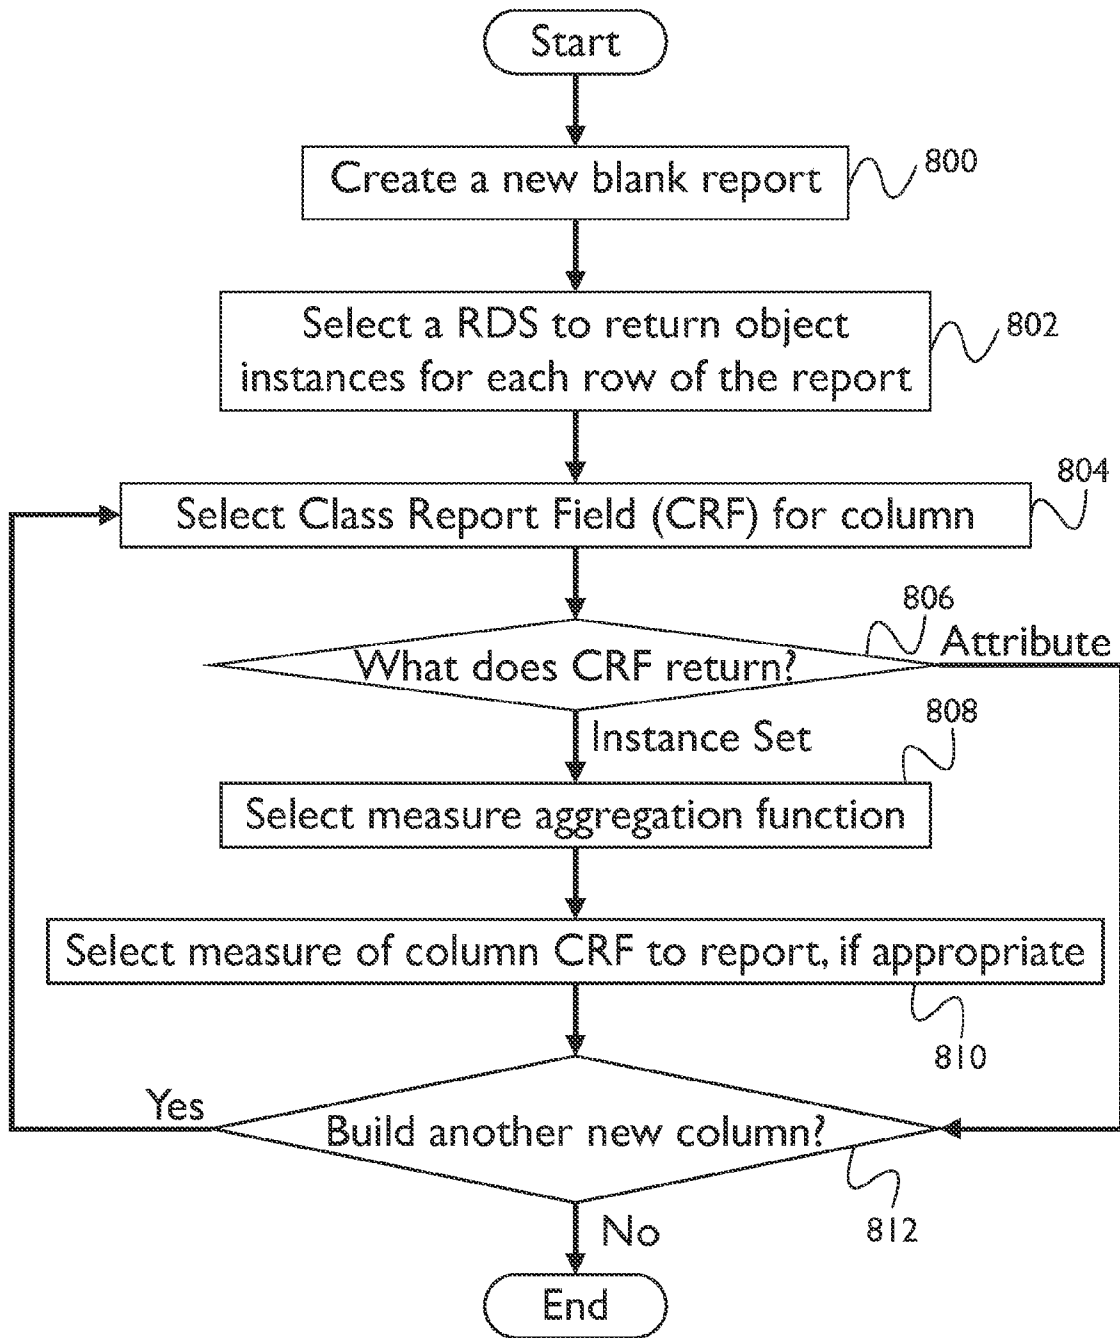 Start
Create a new blank report
800
Select a RDS to return object
instances for each row of the report
802
804
Select Class Report Field (CRF) for column
806
What does CRF return?
Attribute
808
Instance Set
Select measure aggregation function
Select measure of column CRF to report, if appropriate
810
Yes
Build another new column?
812
No
End